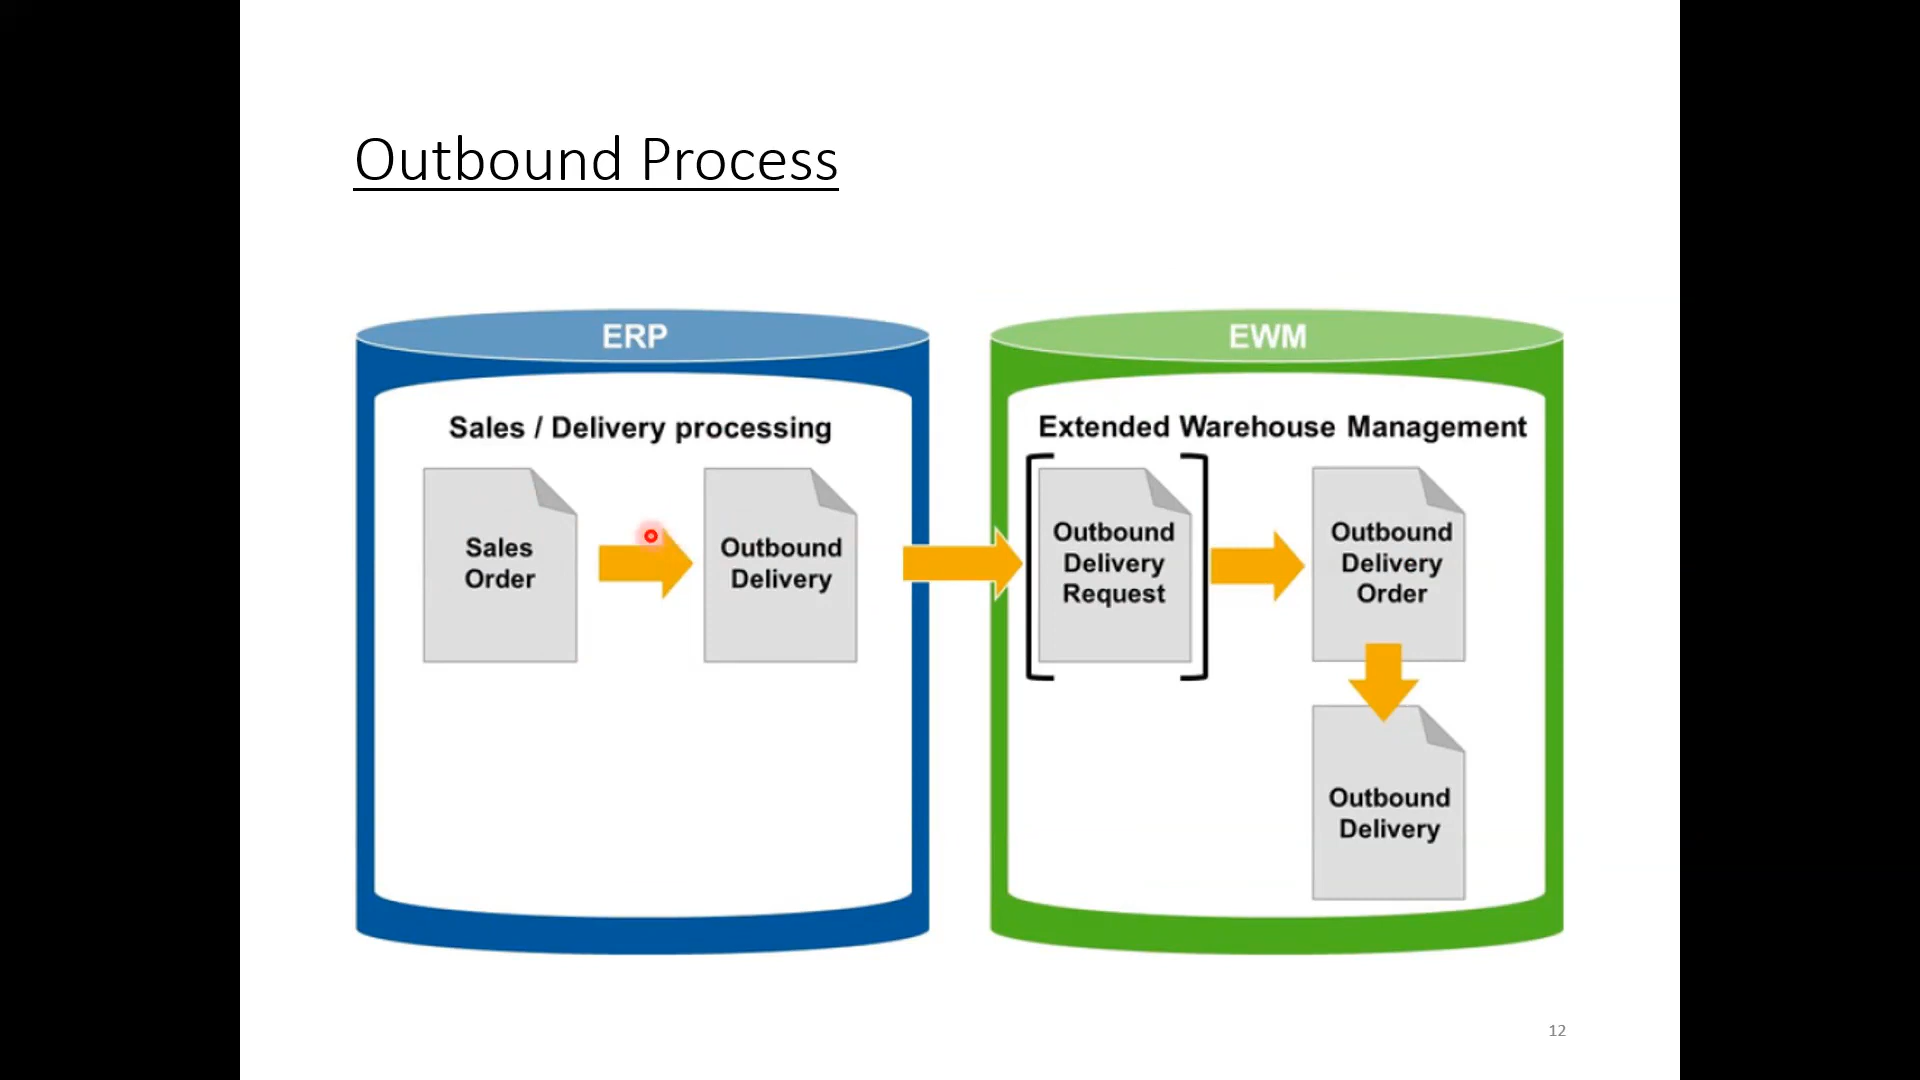 Outbound Process
ERP
Sales / Delivery processing
Sales
Order
Outbound
Delivery
EWM
Extended Warehouse Management
Outbound
Delivery
Request
Outbound
Delivery
Order
Outbound
Delivery
12